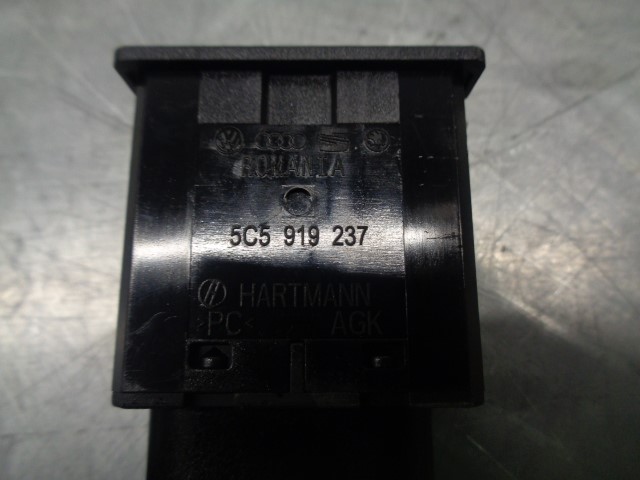 ROMANIA
5C5 919 237
HARTMANN
>PC< AGK